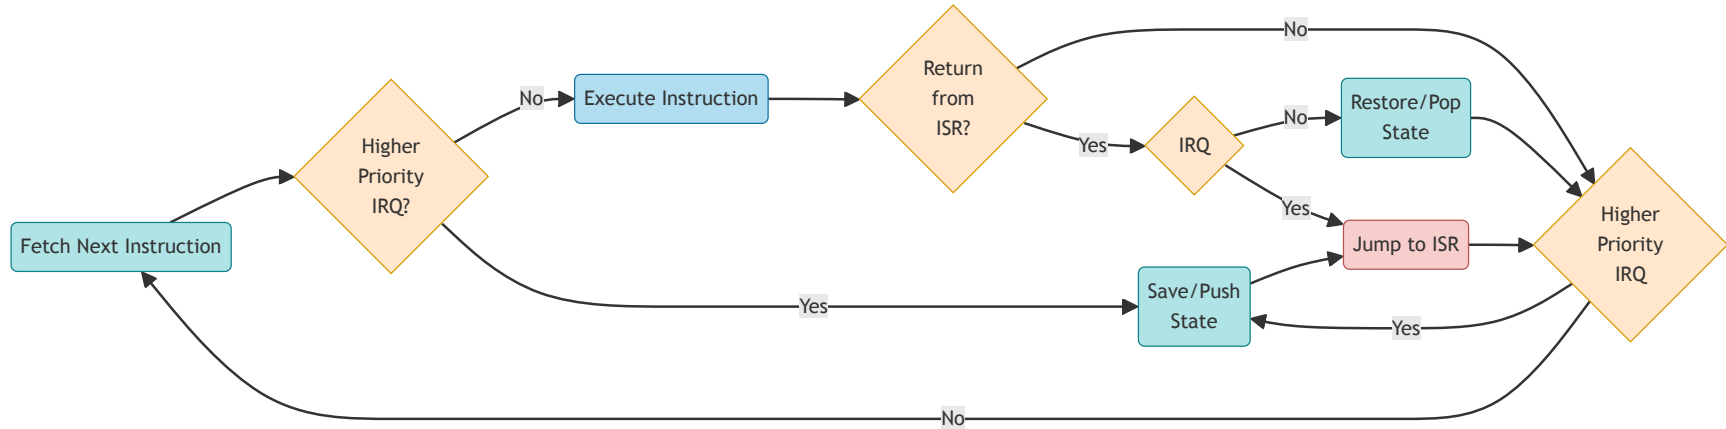 No
Return
from
ISR?
Higher
Priority
IRQ?
No
Execute Instruction
Yes
IRQ
No
Restore/Pop
State
Yes
Fetch Next Instruction
Jump to ISR
Higher
Priority
IRQ
Yes
Save/Push
State
Yes
No